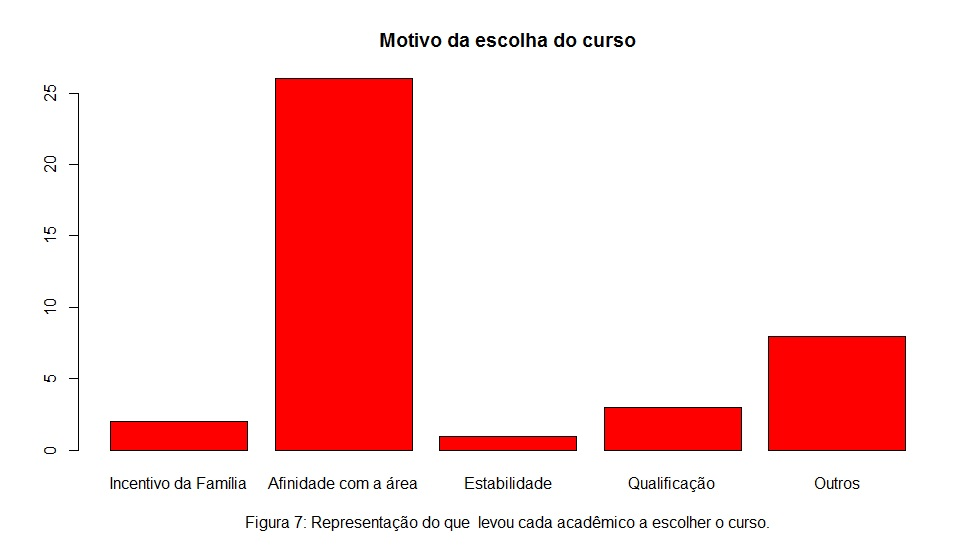 Motivo da escolha do curso
25
20
15
10
5
0
Incentivo da Família Afinidade com a área Estabilidade Qualificação Outros
Figura 7: Representação do que  levou cada acadêmico a escolher o curso.